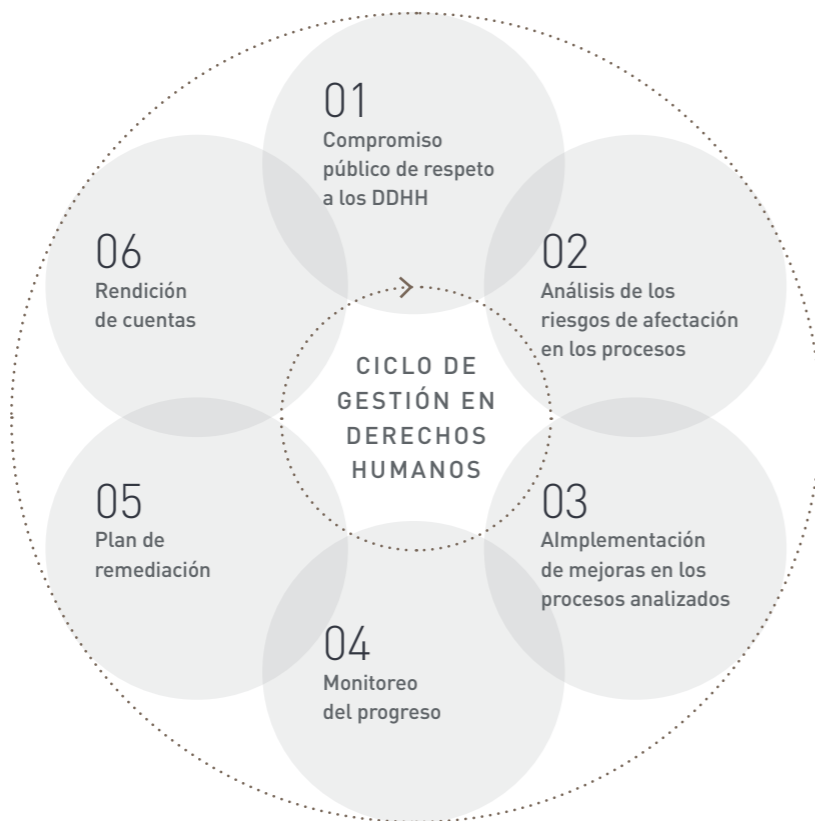 01
Compromiso
público de respeto
a los DDHH
02
Análisis de los
riesgos de afectación
en los procesos
03
AImplementación
de mejoras en los
procesos analizados
04
Monitoreo
del progreso
05
Plan de
remediación
06
Rendición
de cuentas
CICLO DE
GESTIÓN EN
DERECHOS
HUMANOS